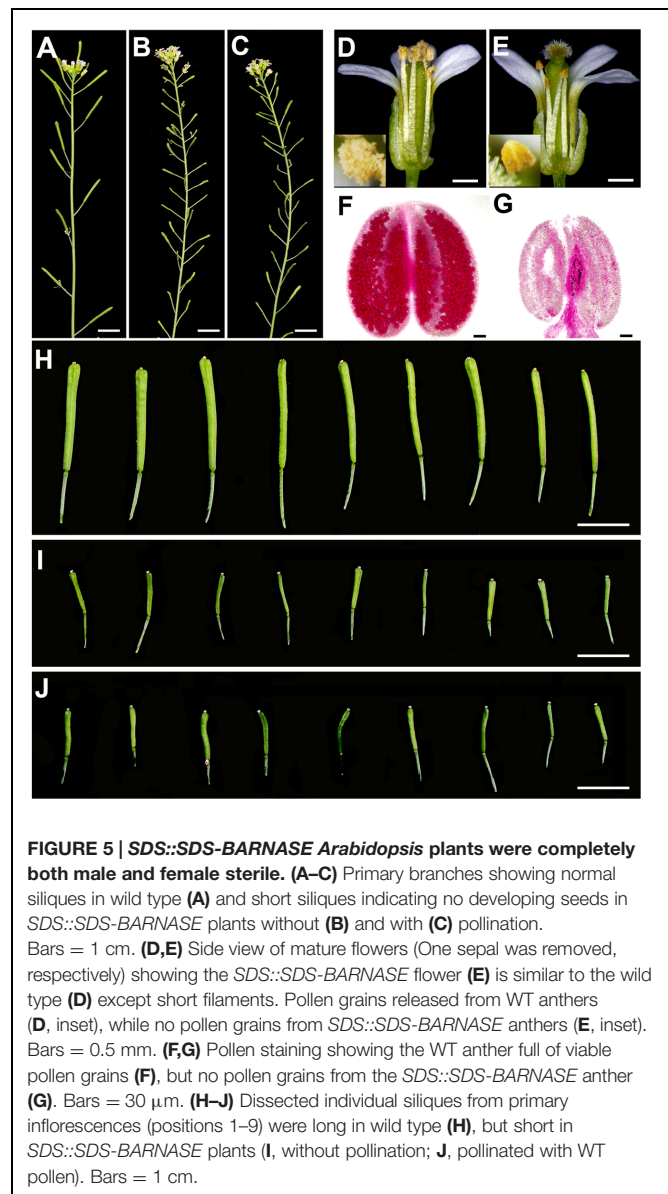 A
B
C
D
E
F
G
H
I
J
FIGURE 5 | SDS::SDS-BARNASE Arabidopsis plants were completely
both male and female sterile. (A–C) Primary branches showing normal
siliques in wild type (A) and short siliques indicating no developing seeds in
SDS::SDS-BARNASE plants without (B) and with (C) pollination.
Bars = 1 cm. (D,E) Side view of mature flowers (One sepal was removed,
respectively) showing the SDS::SDS-BARNASE flower (E) is similar to the wild
type (D) except short filaments. Pollen grains released from WT anthers
(D, inset), while no pollen grains from SDS::SDS-BARNASE anthers (E, inset).
Bars = 0.5 mm. (F,G) Pollen staining showing the WT anther full of viable
pollen grains (F), but no pollen grains from the SDS::SDS-BARNASE anther
(G). Bars = 30 μm. (H–J) Dissected individual siliques from primary
inflorescences (positions 1–9) were long in wild type (H), but short in
SDS::SDS-BARNASE plants (I, without pollination; J, pollinated with WT
pollen). Bars = 1 cm.